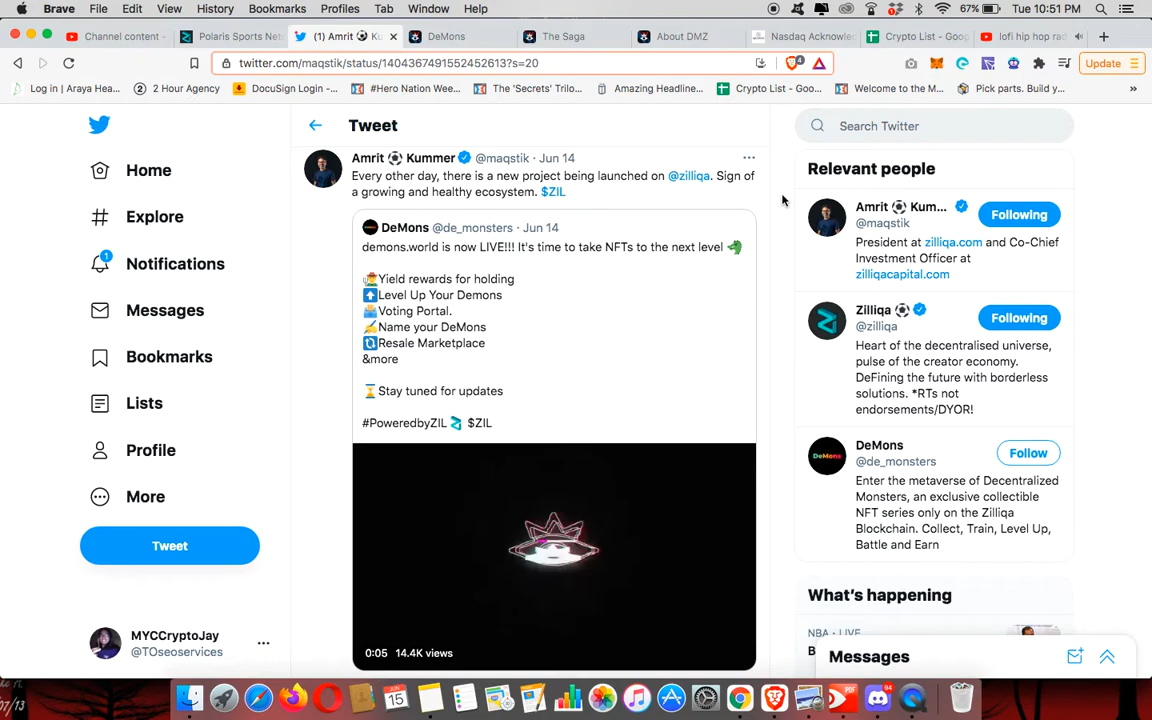 Brave File Edit View History Bookmarks Profiles Tab Window Help 67% Tue 10:51 PM
Channel content - Polaris Sports Net (1) Amrit Ku DeMons The Saga About DMZ Nasdaq Acknowle Crypto List - Goog lofi hip hop rad
twitter.com/maqstik/status/1404367491552452613?s=20 4 Update
Log in | Araya Hea... 2 Hour Agency DocuSign Login -... #Hero Nation Wee... The 'Secrets' Trilo... Amazing Headline... Crypto List - Goo... Welcome to the M... Pick parts. Build y... »
Tweet
Search Twitter
Home
Explore
Notifications
1
Messages
Bookmarks
Lists
Profile
More
Tweet
MYCCryptoJay
@TOseoservices
Amrit Kummer @maqstik · Jun 14
Every other day, there is a new project being launched on @zilliqa. Sign of
a growing and healthy ecosystem. $ZIL
DeMons @de_monsters · Jun 14
demons.world is now LIVE!!! It's time to take NFTs to the next level
Yield rewards for holding
Level Up Your Demons
Voting Portal.
Name your DeMons
Resale Marketplace
&more
Stay tuned for updates
#PoweredbyZIL $ZIL
0:05 14.4K views
Relevant people
Amrit Kum...
@maqstik
Following
President at zilliqa.com and Co-Chief
Investment Officer at
zilliqacapital.com
Zilliqa
@zilliqa
Following
Heart of the decentralised universe,
pulse of the creator economy.
DeFining the future with borderless
solutions. *RTs not
endorsements/DYOR!
DeMons
DeMons
@de_monsters
Follow
Enter the metaverse of Decentralized
Monsters, an exclusive collectible
NFT series only on the Zilliqa
Blockchain. Collect, Train, Level Up,
Battle and Earn
What's happening
NBA · LIVE
Messages
JUN
15
PDF
94